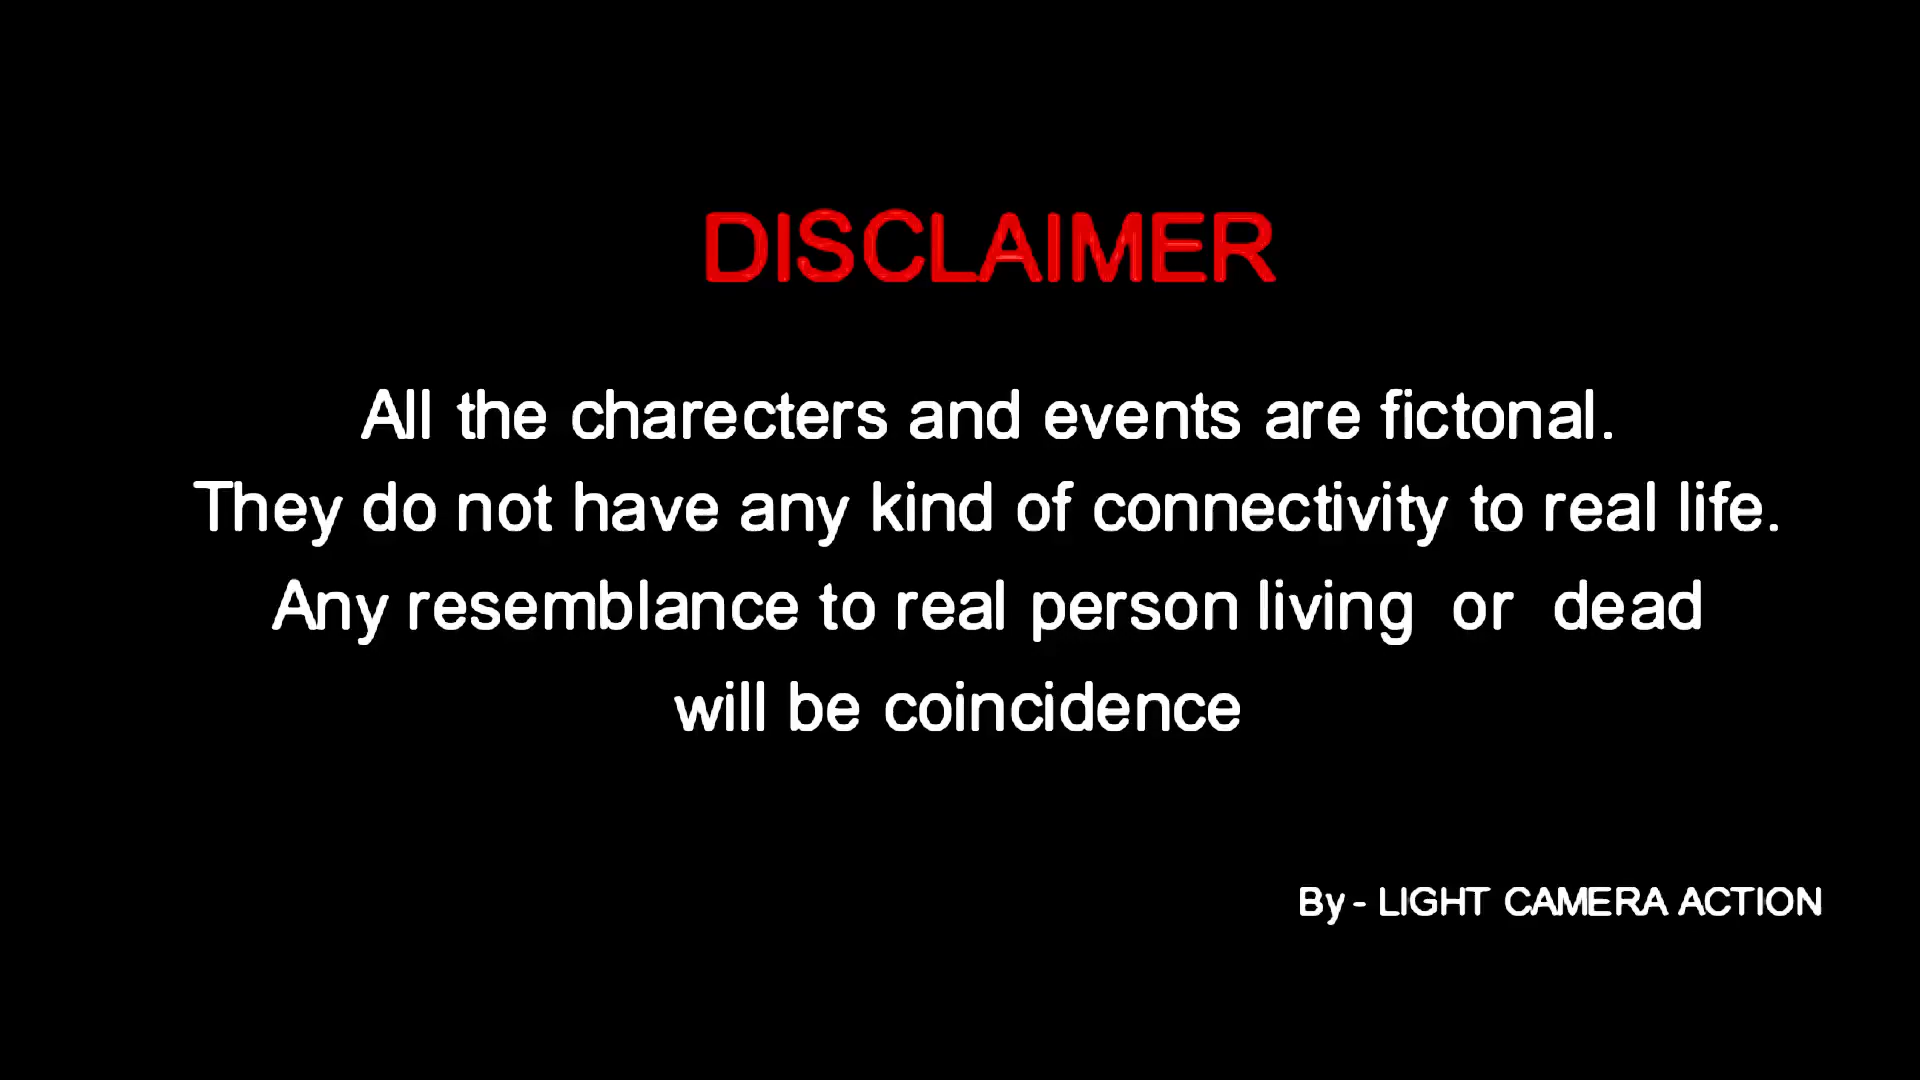 DISCLAIMER
All the charecters and events are fictonal.
They do not have any kind of connectivity to real life.
Any resemblance to real person living or dead
will be coincidence
By - LIGHT CAMERA ACTION